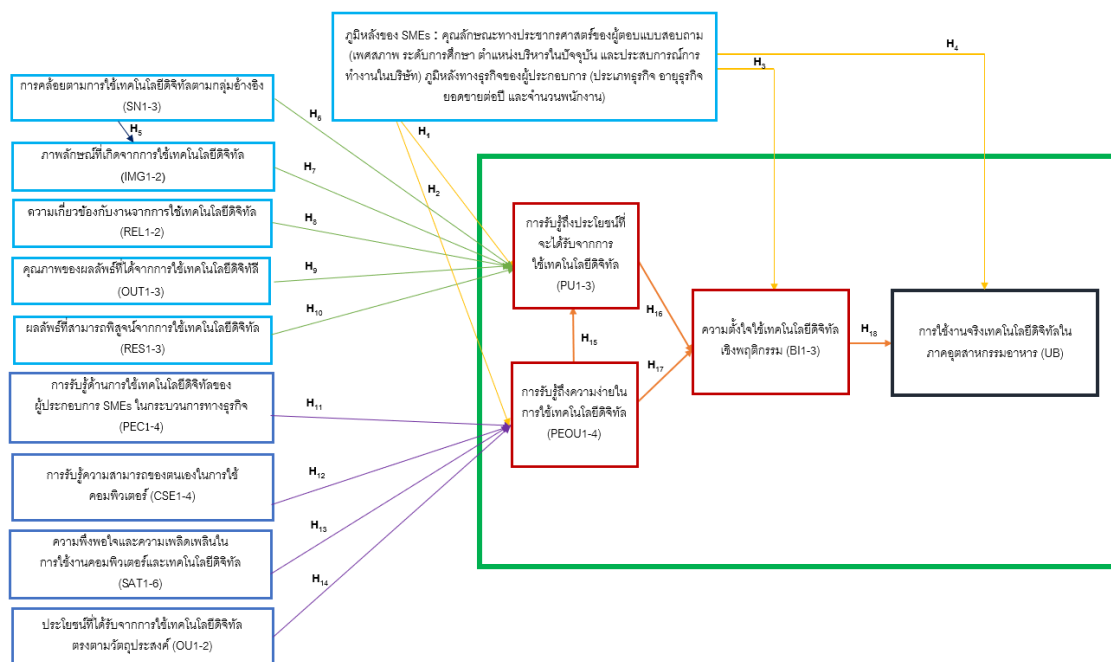 ภูมิหลังของ SMEs : คุณลักษณะทางประชากรศาสตร์ของผู้ตอบแบบสอบถาม
(เพศสภาพ ระดับการศึกษา ตำแหน่งบริหารในปัจจุบัน และประสบการณ์การ
ทำงานในบริษัท) ภูมิหลังทางธุรกิจของผู้ประกอบการ (ประเภทธุรกิจ อายุธุรกิจ
ยอดขายต่อปี และจำนวนพนักงาน)
H4
H3
การคล้อยตามการใช้เทคโนโลยีดิจิทัลตามกลุ่มอ้างอิง
(SN1-3)
H5
H6
H1
ภาพลักษณ์ที่เกิดจากการใช้เทคโนโลยีดิจิทัล
(IMG1-2)
H7
H2
ความเกี่ยวข้องกับงานจากการใช้เทคโนโลยีดิจิทัล
(REL1-2)
H8
คุณภาพของผลลัพธ์ที่ได้จากการใช้เทคโนโลยีดิจิทัลี
(OUT1-3)
H9
ผลลัพธ์ที่สามารถพิสูจน์จากการใช้เทคโนโลยีดิจิทัล
(RES1-3)
H10
การรับรู้ถึงประโยชน์ที่
จะได้รับจากการ
ใช้เทคโนโลยีดิจิทัล
(PU1-3)
H16
H15
H17
ความตั้งใจใช้เทคโนโลยีดิจิทัล
เชิงพฤติกรรม (BI1-3)
H18
การใช้งานจริงเทคโนโลยีดิจิทัลใน
ภาคอุตสาหกรรมอาหาร (UB)
การรับรู้ถึงความง่ายใน
การใช้เทคโนโลยีดิจิทัล
(PEOU1-4)
การรับรู้ด้านการใช้เทคโนโลยีดิจิทัลของ
ผู้ประกอบการ SMEs ในกระบวนการทางธุรกิจ
(PEC1-4)
H11
การรับรู้ความสามารถของตนเองในการใช้
คอมพิวเตอร์ (CSE1-4)
H12
ความพึงพอใจและความเพลิดเพลินใน
การใช้งานคอมพิวเตอร์และเทคโนโลยีดิจิทัล
(SAT1-6)
H13
H14
ประโยชน์ที่ได้รับจากการใช้เทคโนโลยีดิจิทัล
ตรงตามวัตถุประสงค์ (OU1-2)